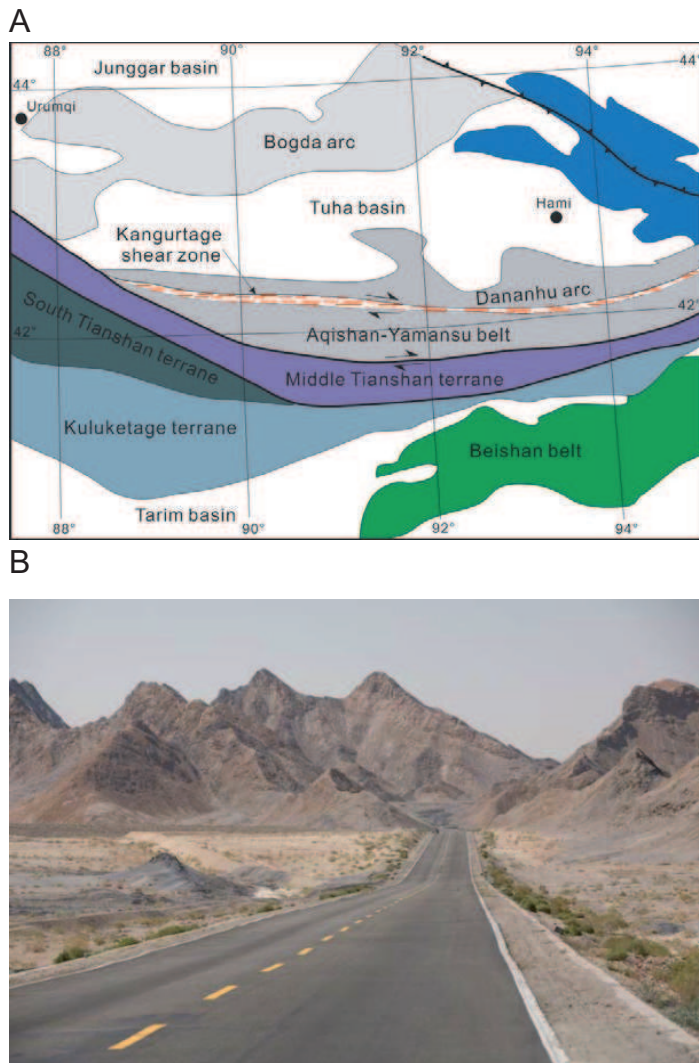 A
88°
90°
92°
94°
44°
Junggar basin
44°
Urumqi
Bogda arc
Tuha basin
Hami
Kangurtage
shear zone
Dananhu arc
South Tianshan terrane
42°
42°
Aqishan-Yamansu belt
Middle Tianshan terrane
Kuluketage terrane
Beishan belt
Tarim basin
88°
90°
92°
94°
B